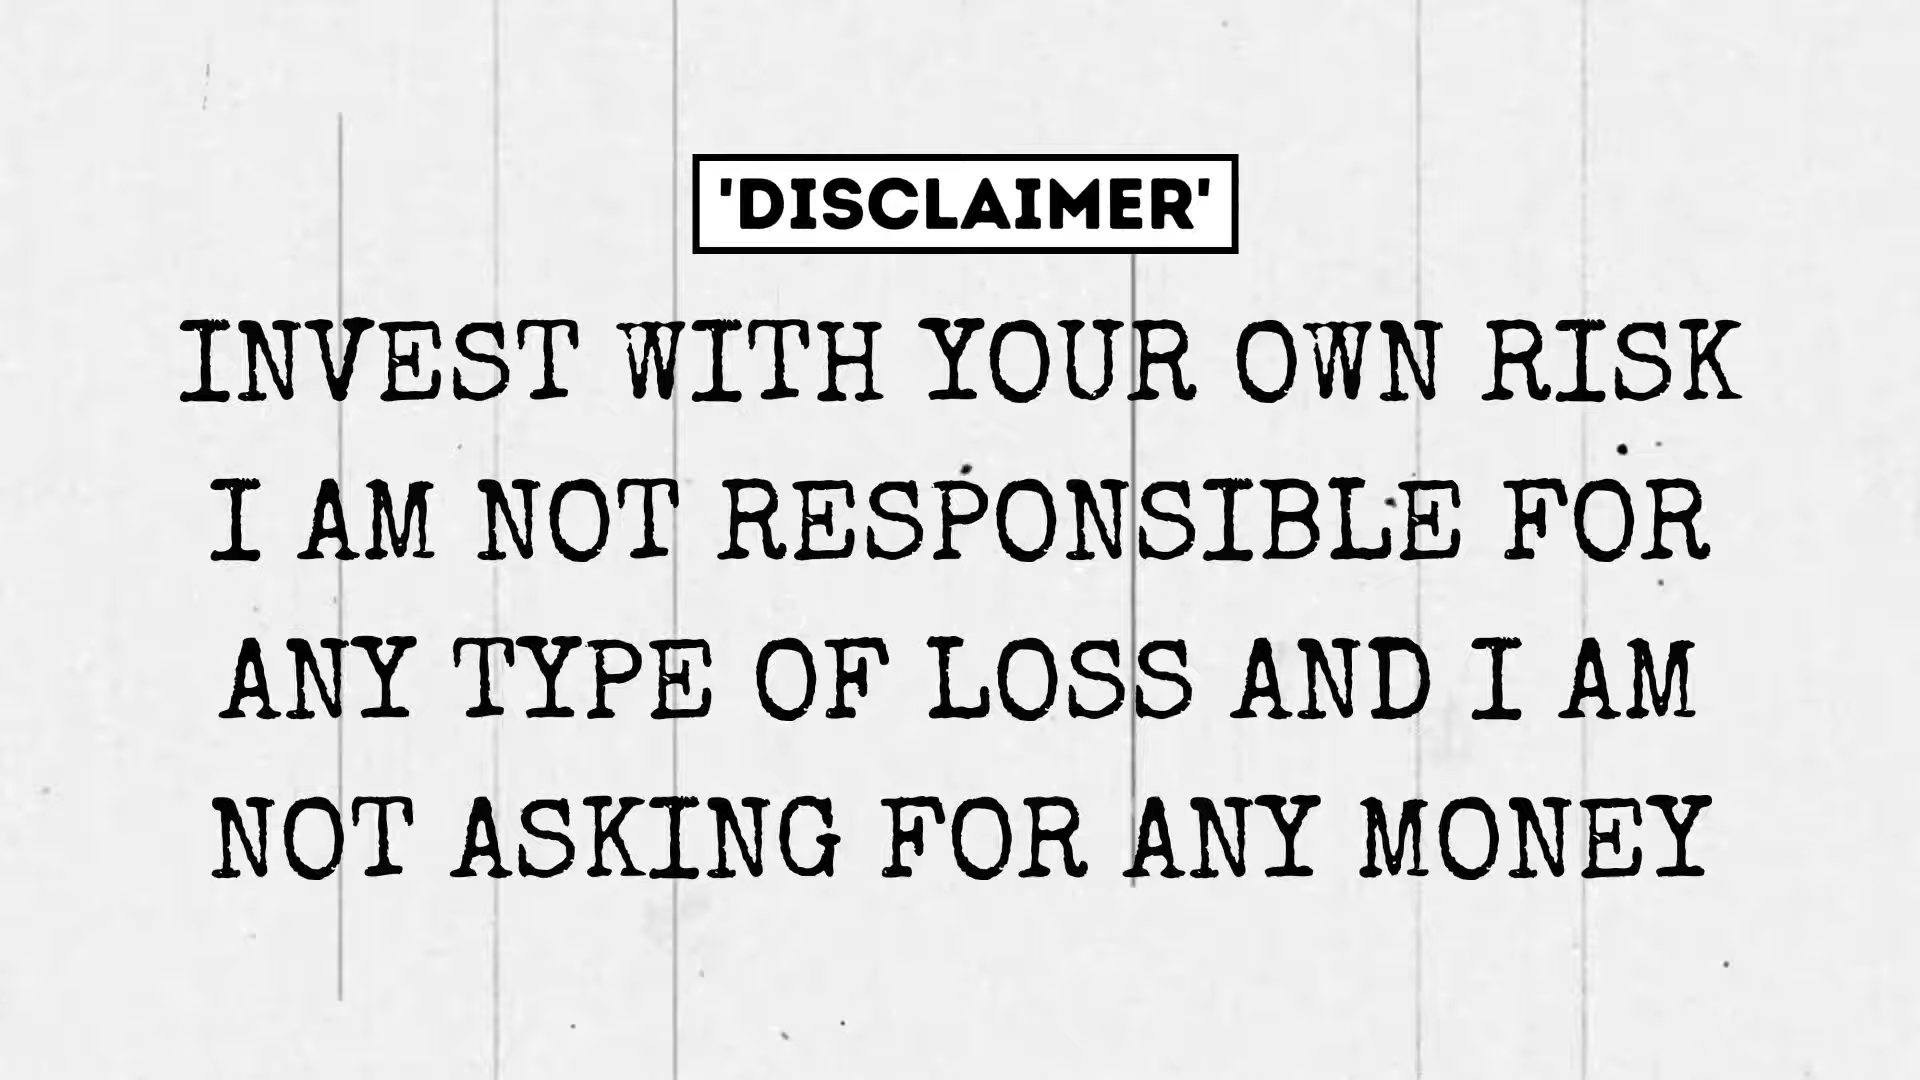 'DISCLAIMER'
INVEST WITH YOUR OWN RISK
I AM NOT RESPONSIBLE FOR
ANY TYPE OF LOSS AND I AM
NOT ASKING FOR ANY MONEY